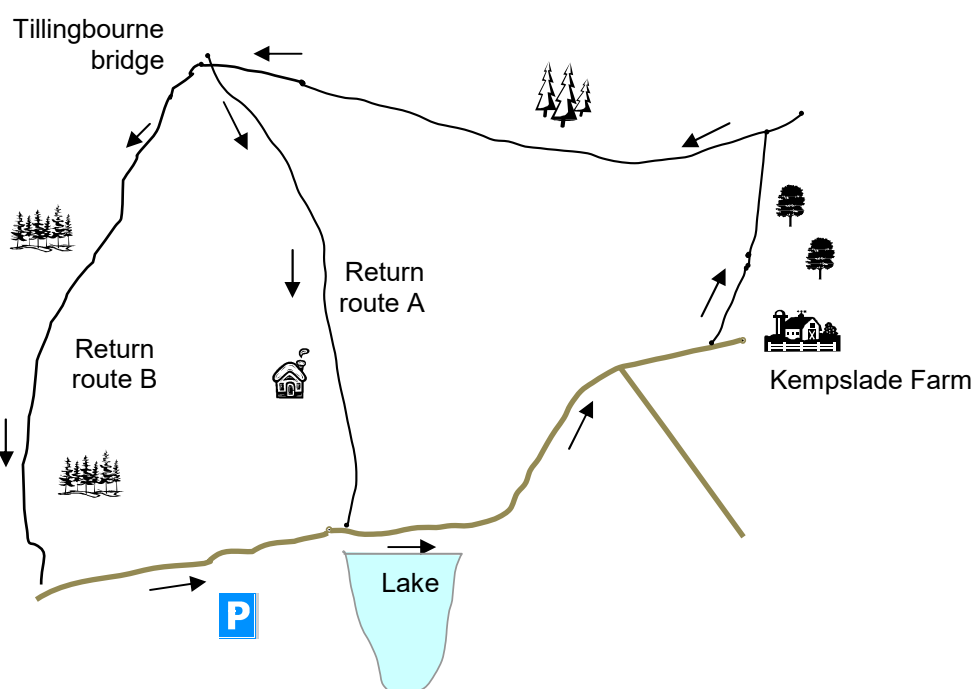 Tillingbourne
bridge
Return
route A
Return
route B
Kempslade Farm
Lake
P